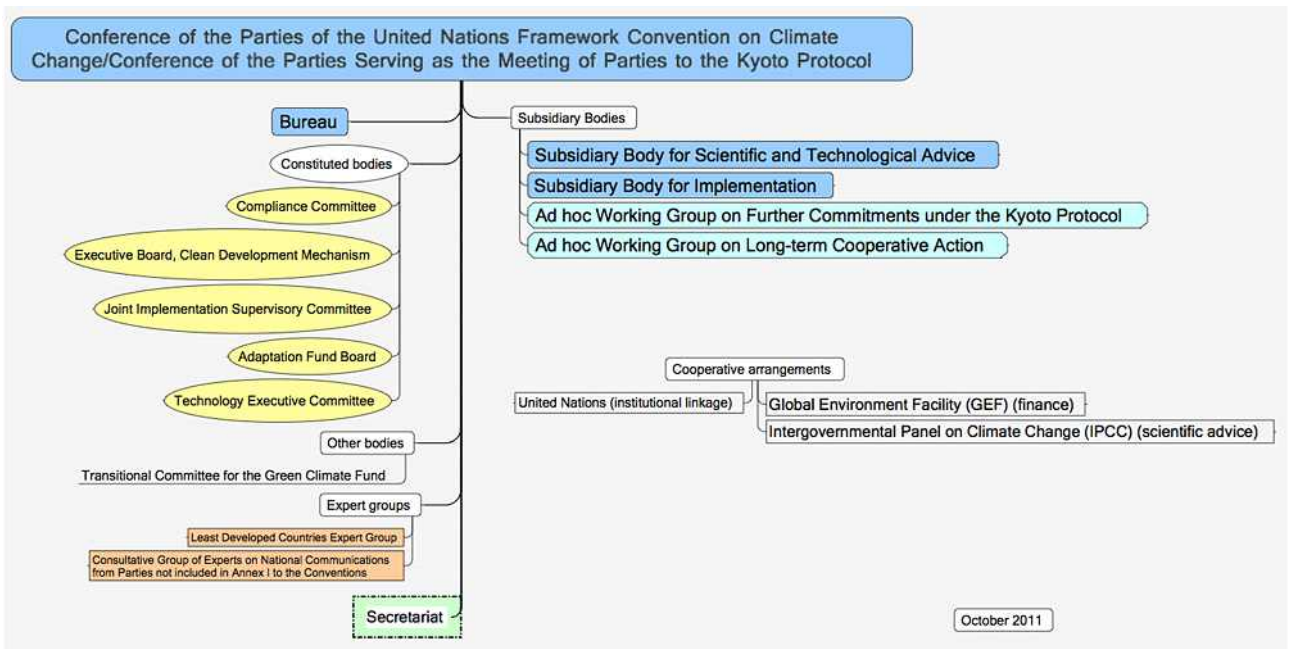 Conference of the Parties of the United Nations Framework Convention on Climate
Change/Conference of the Parties Serving as the Meeting of Parties to the Kyoto Protocol
Bureau
Constituted bodies
Compliance Committee
Executive Board, Clean Development Mechanism
Joint Implementation Supervisory Committee
Adaptation Fund Board
Technology Executive Committee
Other bodies
Transitional Committee for the Green Climate Fund
Expert groups
Least Developed Countries Expert Group
Consultative Group of Experts on National Communications
from Parties not included in Annex I to the Conventions
Secretariat
Subsidiary Bodies
Subsidiary Body for Scientific and Technological Advice
Subsidiary Body for Implementation
Ad hoc Working Group on Further Commitments under the Kyoto Protocol
Ad hoc Working Group on Long-term Cooperative Action
Cooperative arrangements
United Nations (institutional linkage)
Global Environment Facility (GEF) (finance)
Intergovernmental Panel on Climate Change (IPCC) (scientific advice)
October 2011